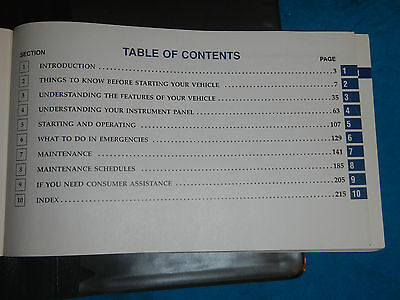 TABLE OF CONTENTS
SECTION PAGE
1 INTRODUCTION 3 1
2 THINGS TO KNOW BEFORE STARTING YOUR VEHICLE 7 2
3 UNDERSTANDING THE FEATURES OF YOUR VEHICLE 35 3
4 UNDERSTANDING YOUR INSTRUMENT PANEL 63 4
5 STARTING AND OPERATING 107 5
6 WHAT TO DO IN EMERGENCIES 129 6
7 MAINTENANCE 141 7
8 MAINTENANCE SCHEDULES 185 8
9 IF YOU NEED CONSUMER ASSISTANCE 205 9
10 INDEX 215 10